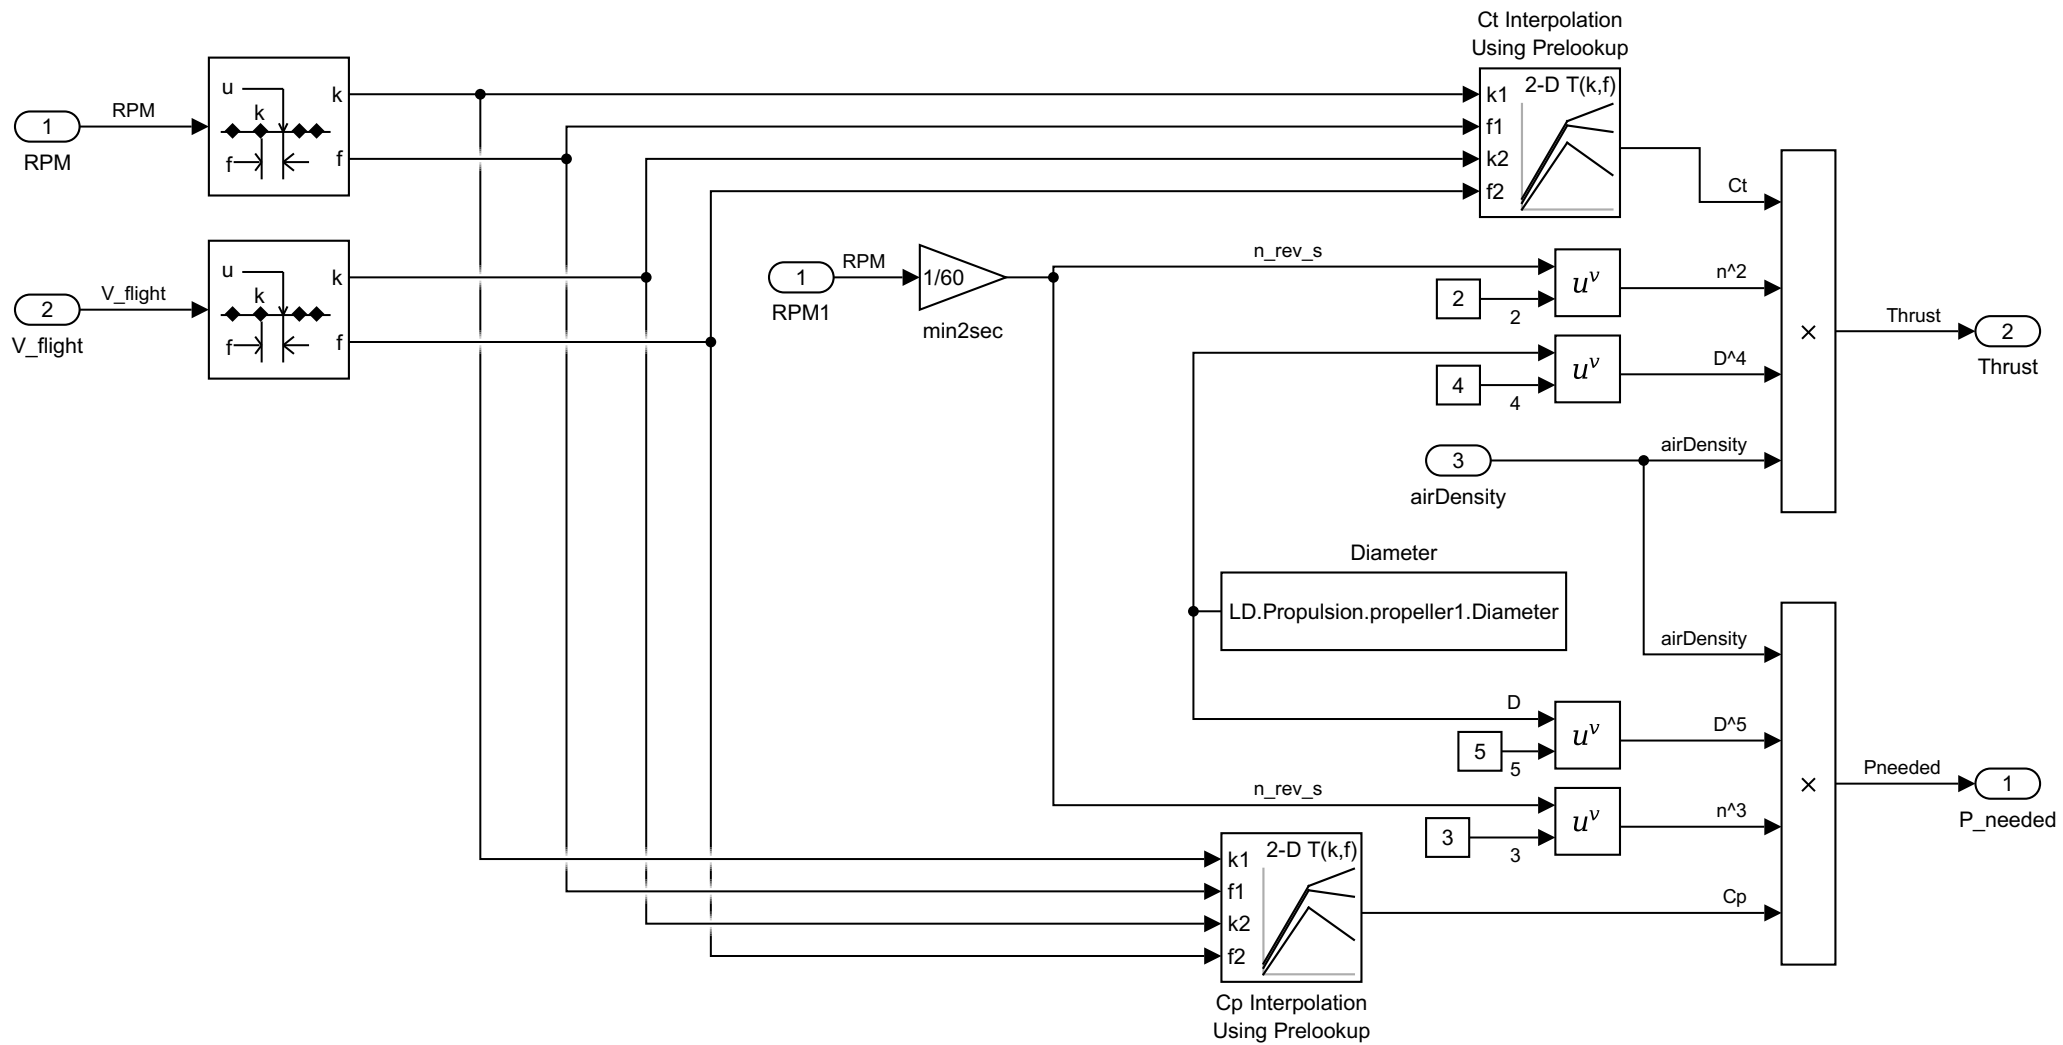 Ct Interpolation
Using Prelookup
u
k
k
f
f
1
RPM
RPM
2-D T(k,f)
k1
f1
k2
f2
Ct
u
k
k
f
f
2
V_flight
V_flight
1
RPM1
RPM
1/60
min2sec
n_rev_s
2
2
u^v
n^2
4
4
u^v
D^4
3
airDensity
airDensity
×
Thrust
2
Thrust
Diameter
LD.Propulsion.propeller1.Diameter
airDensity
D
5
5
u^v
D^5
n_rev_s
3
3
u^v
n^3
×
Pneeded
1
P_needed
2-D T(k,f)
k1
f1
k2
f2
Cp
Cp Interpolation
Using Prelookup